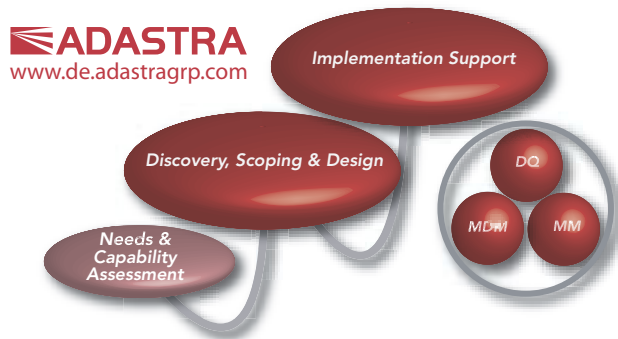 ADASTRA
www.de.adastragrp.com
Implementation Support
Discovery, Scoping & Design
Needs &
Capability
Assessment
DQ
MDM
MM